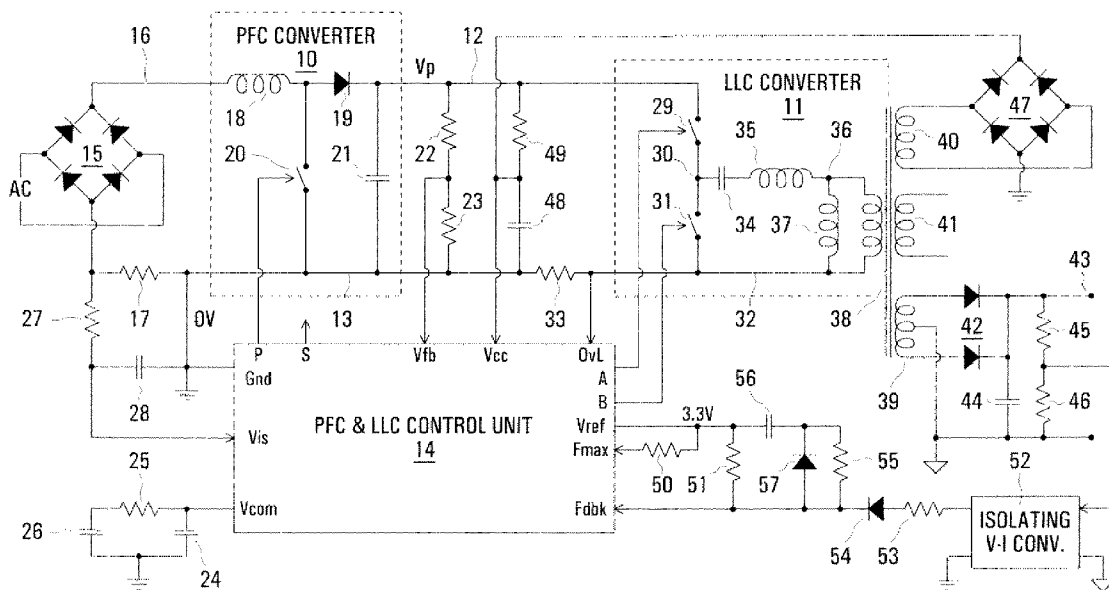 16
PFC CONVERTER
10
Vp
12
LLC CONVERTER
11
47
18
19
29
35
36
40
15
20
21
22
49
30
AC
23
48
31
34
37
41
43
27
17
0V
13
33
32
38
42
45
P
S
Vfb
Vcc
OvL
28
Gnd
A
B
56
39
44
46
PFC & LLC CONTROL UNIT
14
Vref
3.3V
Vis
Fmax
50
51
57
55
52
25
26
Vcom
24
Fdbk
54
53
ISOLATING
V-I CONV.